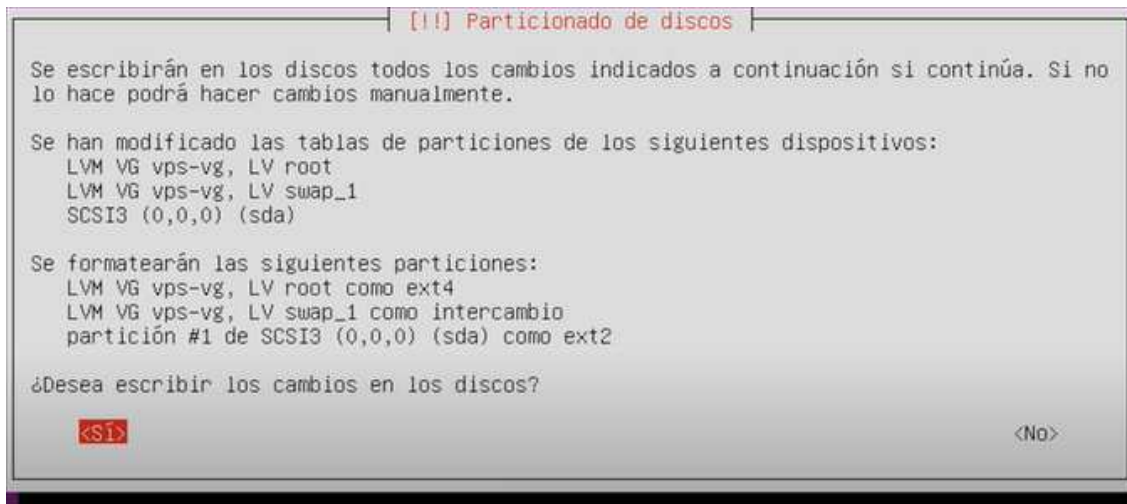 [!!] Particionado de discos
Se escribirán en los discos todos los cambios indicados a continuación si continúa. Si no
lo hace podrá hacer cambios manualmente.
Se han modificado las tablas de particiones de los siguientes dispositivos:
LVM VG vps-vg, LV root
LVM VG vps-vg, LV swap_1
SCSI3 (0,0,0) (sda)
Se formatearán las siguientes particiones:
LVM VG vps-vg, LV root como ext4
LVM VG vps-vg, LV swap_1 como intercambio
partición #1 de SCSI3 (0,0,0) (sda) como ext2
¿Desea escribir los cambios en los discos?
<Sí> <No>